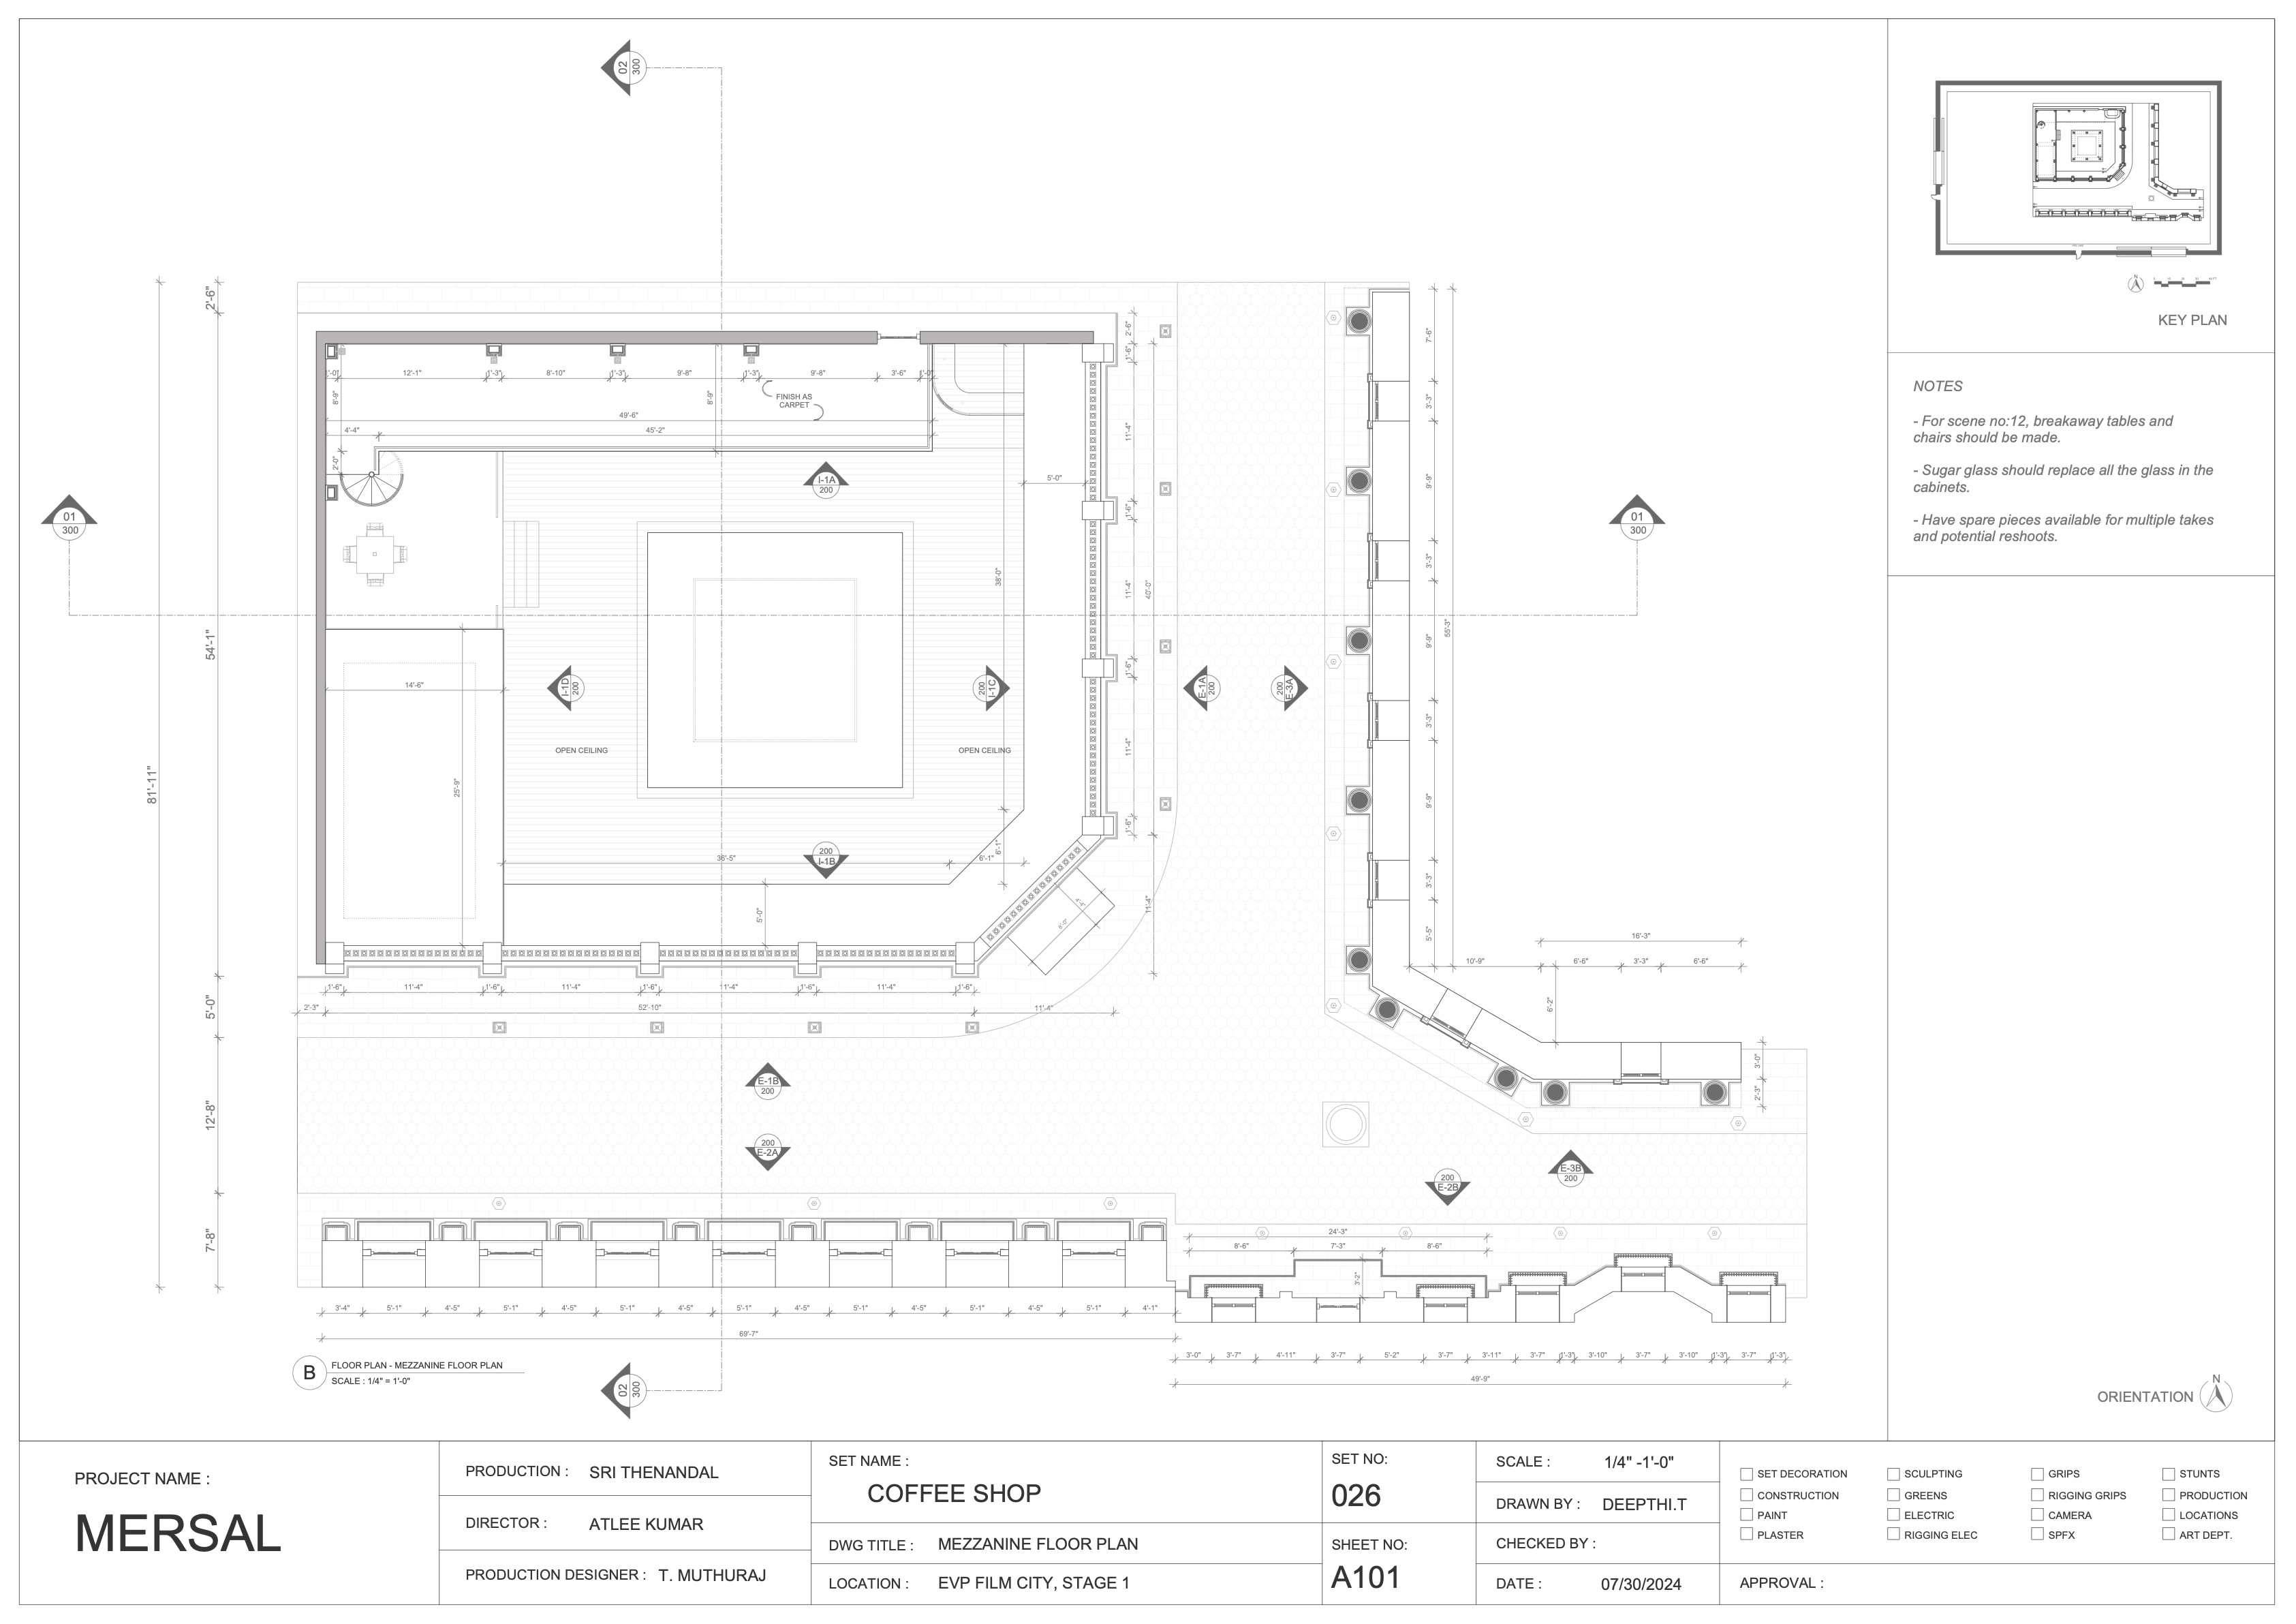 02
300
KEY PLAN
NOTES
- For scene no:12, breakaway tables and
chairs should be made.
- Sugar glass should replace all the glass in the
cabinets.
- Have spare pieces available for multiple takes
and potential reshoots.
2'-6"
54'-1"
81'-11"
5'-0"
12'-8"
7'-8"
01
300
01
300
12'-1"
1'-3"
8'-10"
1'-3"
9'-8"
1'-3"
9'-8"
3'-6"
8'-9"
8'-9"
FINISH AS
CARPET
49'-6"
4'-4"
45'-2"
2'-0"
I-1A
200
5'-0"
38'-0"
14'-6"
25'-9"
I-1D
200
200
I-1C
OPEN CEILING
OPEN CEILING
36'-5"
200
I-1B
6'-1"
6'-1"
5'-0"
2'-6"
1'-6"
11'-4"
1'-6"
11'-4"
40'-0"
1'-6"
11'-4"
1'-6"
11'-4"
E-1A
200
200
E-3A
7'-6"
3'-3"
9'-9"
3'-3"
9'-9"
55'-3"
3'-3"
9'-9"
3'-3"
5'-5"
16'-3"
10'-9"
6'-6"
3'-3"
6'-6"
6'-2"
3'-0"
2'-3"
1'-6"
11'-4"
1'-6"
11'-4"
1'-6"
11'-4"
1'-6"
11'-4"
1'-6"
2'-3"
52'-10"
11'-4"
E-1B
200
200
E-2A
200
E-2B
E-3B
200
24'-3"
8'-6"
7'-3"
8'-6"
3'-2"
3'-4"
5'-1"
4'-5"
5'-1"
4'-5"
5'-1"
4'-5"
5'-1"
4'-5"
5'-1"
4'-5"
5'-1"
4'-5"
5'-1"
4'-1"
69'-7"
3'-0"
3'-7"
4'-11"
3'-7"
5'-2"
3'-7"
3'-11"
3'-7"
1'-3"
3'-10"
3'-7"
3'-10"
1'-3"
3'-7"
1'-3"
49'-9"
B
FLOOR PLAN - MEZZANINE FLOOR PLAN
SCALE : 1/4" = 1'-0"
02
300
ORIENTATION
N
PROJECT NAME :
MERSAL
PRODUCTION : SRI THENANDAL
DIRECTOR : ATLEE KUMAR
PRODUCTION DESIGNER : T. MUTHURAJ
SET NAME :
COFFEE SHOP
DWG TITLE : MEZZANINE FLOOR PLAN
LOCATION : EVP FILM CITY, STAGE 1
SET NO:
026
SHEET NO:
A101
SCALE : 1/4" -1'-0"
DRAWN BY : DEEPTHI.T
CHECKED BY :
DATE : 07/30/2024
SET DECORATION
CONSTRUCTION
PAINT
PLASTER
SCULPTING
GREENS
ELECTRIC
RIGGING ELEC
GRIPS
RIGGING GRIPS
CAMERA
SPFX
STUNTS
PRODUCTION
LOCATIONS
ART DEPT.
APPROVAL :